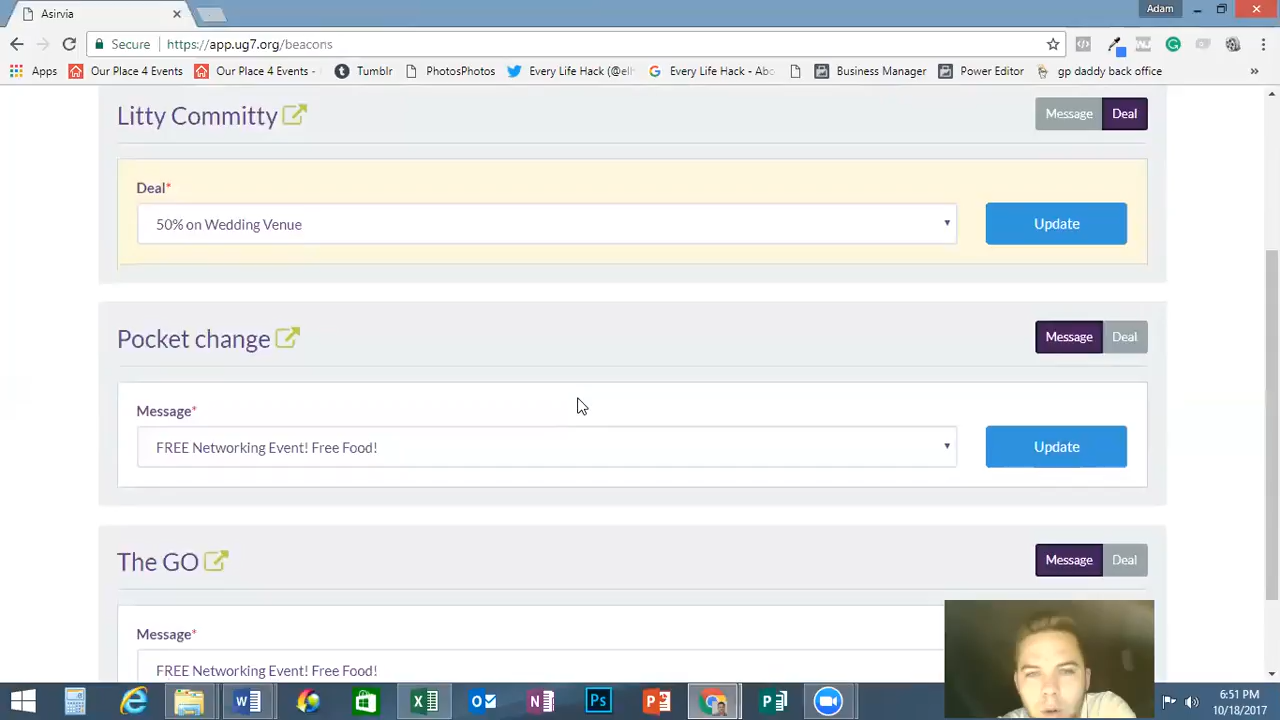 Asirvia
Adam
Secure https://app.ug7.org/beacons
Apps Our Place 4 Events Our Place 4 Events - Tumblr PhotosPhotos Every Life Hack (@el Every Life Hack - Abo Business Manager Power Editor gp daddy back office
Litty Committy Message Deal
Deal*
50% on Wedding Venue Update
Pocket change Message Deal
Message*
FREE Networking Event! Free Food! Update
The GO Message Deal
Message*
FREE Networking Event! Free Food!
6:51 PM
10/18/2017